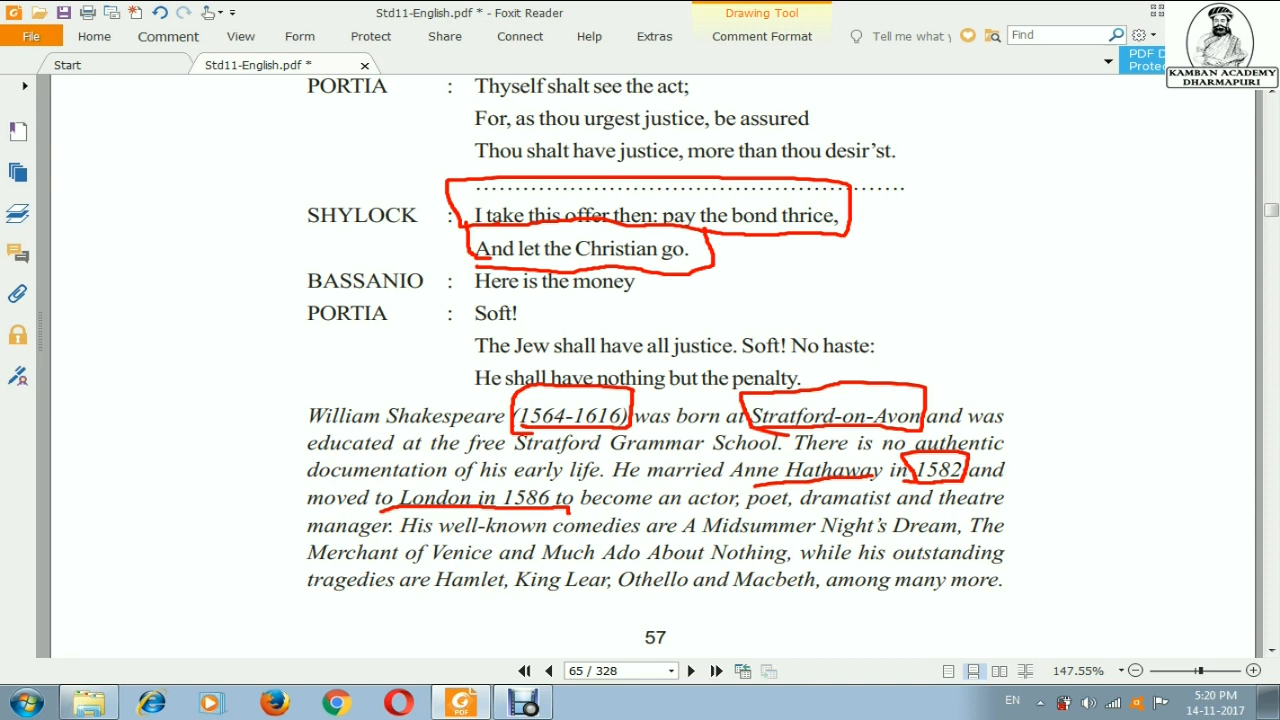 Std11-English.pdf * - Foxit Reader
Drawing Tool
File Home Comment View Form Protect Share Connect Help Extras Comment Format Tell me what y Find
Start Std11-English.pdf *
PDF D
Protec
KAMBAN ACADEMY
DHARMAPURI
PORTIA : Thyself shalt see the act;
For, as thou urgest justice, be assured
Thou shalt have justice, more than thou desir’st.
......................................................
SHYLOCK : I take this offer then: pay the bond thrice,
And let the Christian go.
BASSANIO : Here is the money
PORTIA : Soft!
The Jew shall have all justice. Soft! No haste:
He shall have nothing but the penalty.
William Shakespeare (1564-1616) was born at Stratford-on-Avon and was
educated at the free Stratford Grammar School. There is no authentic
documentation of his early life. He married Anne Hathaway in 1582 and
moved to London in 1586 to become an actor, poet, dramatist and theatre
manager. His well-known comedies are A Midsummer Night’s Dream, The
Merchant of Venice and Much Ado About Nothing, while his outstanding
tragedies are Hamlet, King Lear, Othello and Macbeth, among many more.
57
65 / 328 147.55%
PDF
EN 5:20 PM
14-11-2017